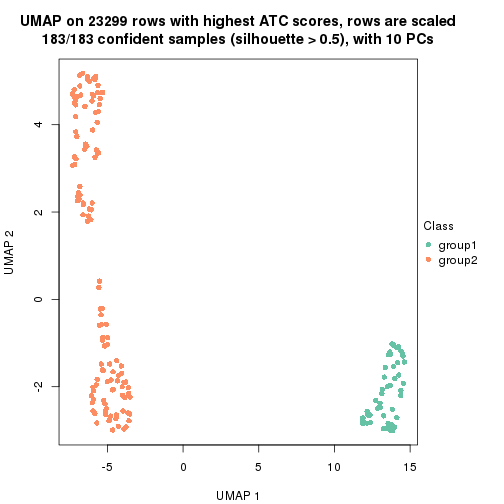 UMAP on 23299 rows with highest ATC scores, rows are scaled
183/183 confident samples (silhouette > 0.5), with 10 PCs
4
2
0
-2
UMAP 2
-5
0
5
10
15
UMAP 1
Class
group1
group2